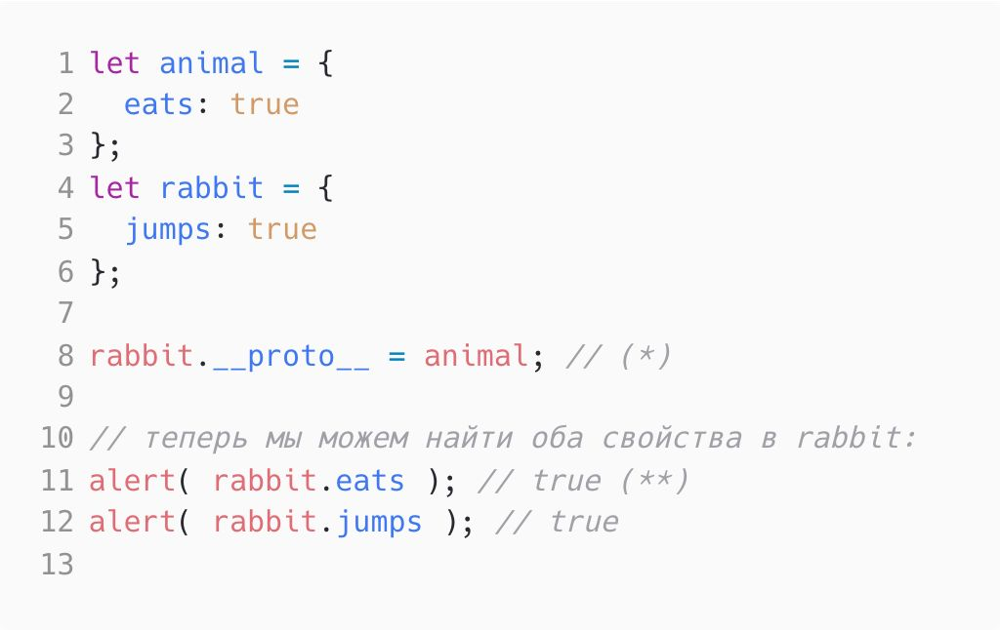 1 let animal = {
2   eats: true
3 };
4 let rabbit = {
5   jumps: true
6 };
7
8 rabbit.__proto__ = animal; // (*)
9
10 // теперь мы можем найти оба свойства в rabbit:
11 alert( rabbit.eats ); // true (**)
12 alert( rabbit.jumps ); // true
13